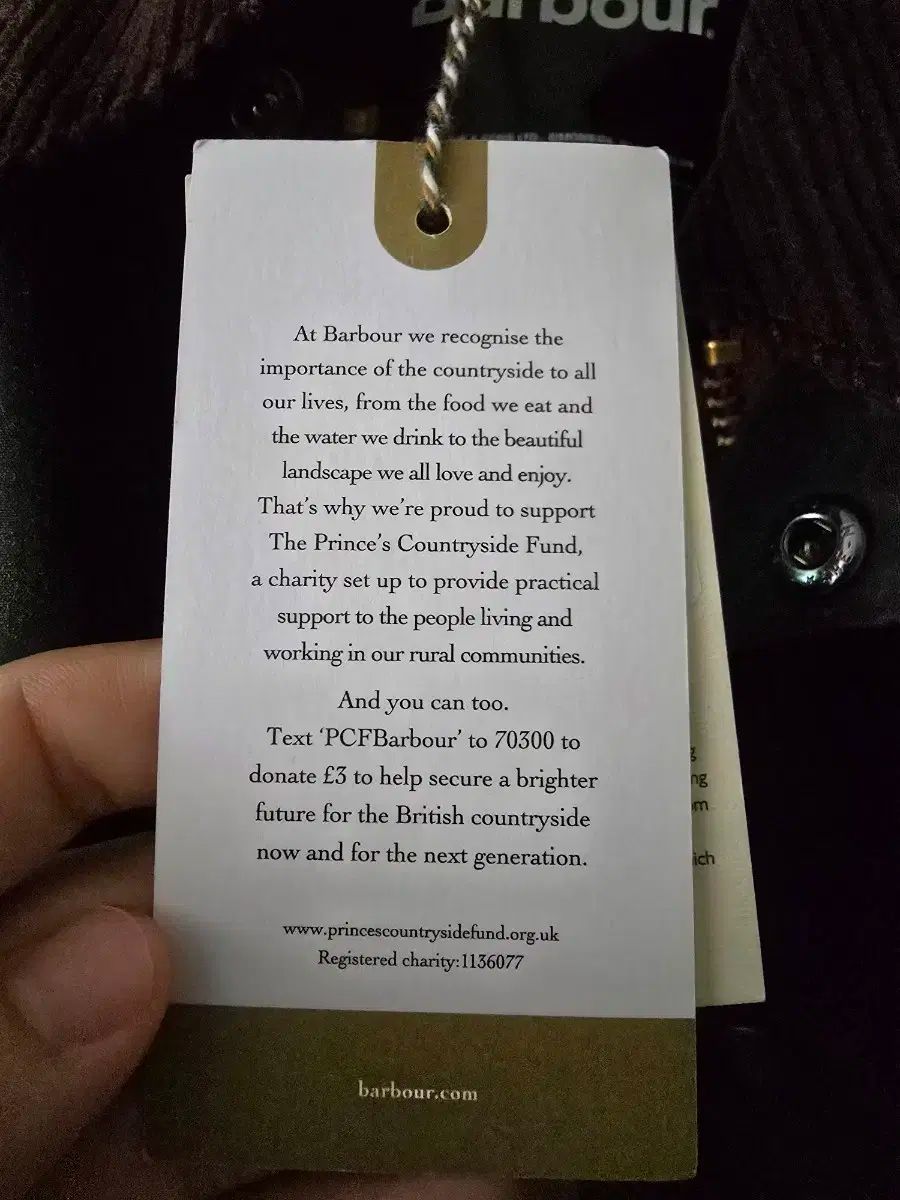 Barbour
At Barbour we recognise the
importance of the countryside to all
our lives, from the food we eat and
the water we drink to the beautiful
landscape we all love and enjoy.
That's why we're proud to support
The Prince's Countryside Fund,
a charity set up to provide practical
support to the people living and
working in our rural communities.
And you can too.
Text ‘PCFBarbour’ to 70300 to
donate £3 to help secure a brighter
future for the British countryside
now and for the next generation.
www.princescountrysidefund.org.uk
Registered charity:1136077
barbour.com